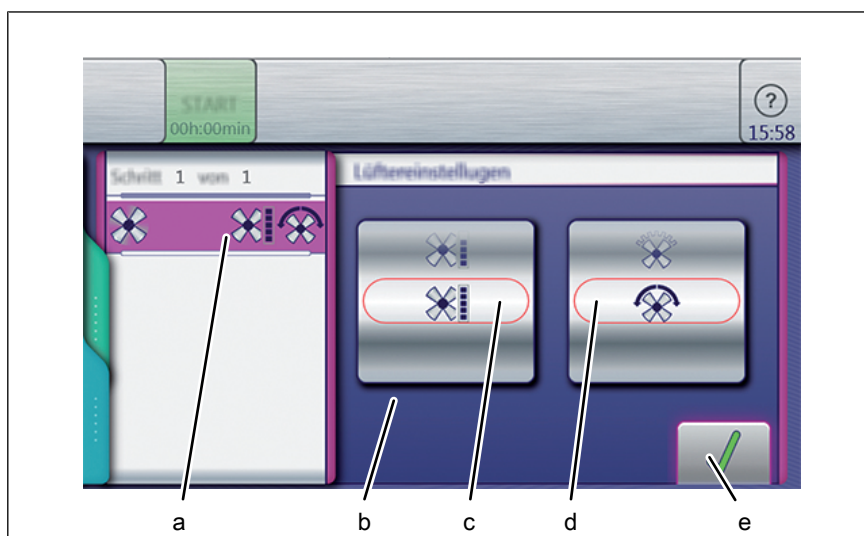 START
00h:00min
?
15:58
Schritt 1 von 1
Lüftereinstellugen
a b c d e